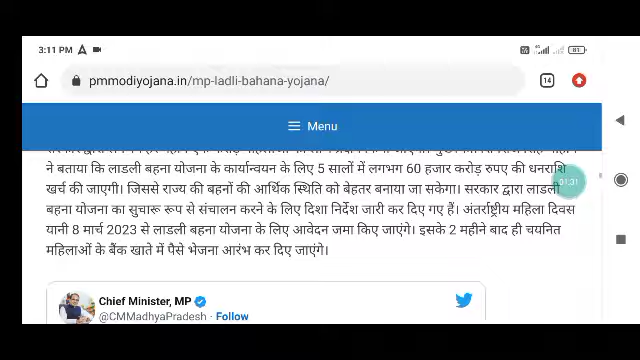 3:11 PM
81
pmmodiyojana.in/mp-ladli-bahana-yojana/
14
Menu
ने बताया कि लाडली बहना योजना के कार्यान्वयन के लिए 5 सालों में लगभग 60 हजार करोड़ रुपए की धनराशि
खर्च की जाएगी। जिससे राज्य की बहनों की आर्थिक स्थिति को बेहतर बनाया जा सकेगा। सरकार द्वारा लाडली
01:31
बहना योजना का सुचारू रूप से संचालन करने के लिए दिशा निर्देश जारी कर दिए गए हैं। अंतर्राष्ट्रीय महिला दिवस
यानी 8 मार्च 2023 से लाडली बहना योजना के लिए आवेदन जमा किए जाएंगे। इसके 2 महीने बाद ही चयनित
महिलाओं के बैंक खाते में पैसे भेजना आरंभ कर दिए जाएंगे।
Chief Minister, MP
@CMMadhyaPradesh · Follow